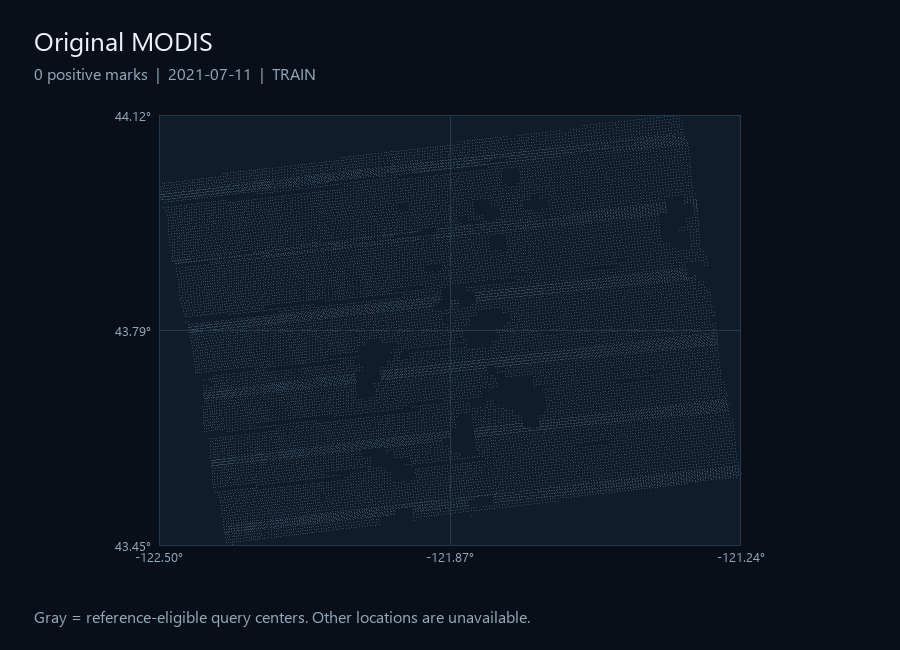 Original MODIS
0 positive marks | 2021-07-11 | TRAIN
44.12°
43.79°
43.45°
-122.50° -121.87° -121.24°
Gray = reference-eligible query centers. Other locations are unavailable.